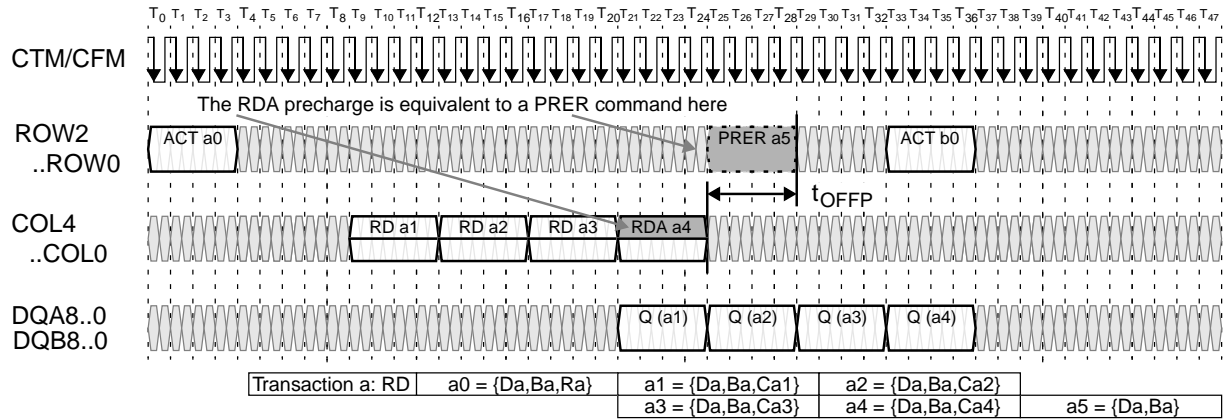 T0 T1 T2 T3 T4 T5 T6 T7 T8 T9 T10 T11 T12 T13 T14 T15 T16 T17 T18 T19 T20 T21 T22 T23 T24 T25 T26 T27 T28 T29 T30 T31 T32 T33 T34 T35 T36 T37 T38 T39 T40 T41 T42 T43 T44 T45 T46 T47
CTM/CFM
The RDA precharge is equivalent to a PRER command here
ROW2
..ROW0
ACT a0 PRER a5 ACT b0
tOFFP
COL4
..COL0
RD a1 RD a2 RD a3 RDA a4
DQA8..0
DQB8..0
Q (a1) Q (a2) Q (a3) Q (a4)
Transaction a: RD a0 = {Da,Ba,Ra} a1 = {Da,Ba,Ca1} a2 = {Da,Ba,Ca2}
a3 = {Da,Ba,Ca3} a4 = {Da,Ba,Ca4} a5 = {Da,Ba}